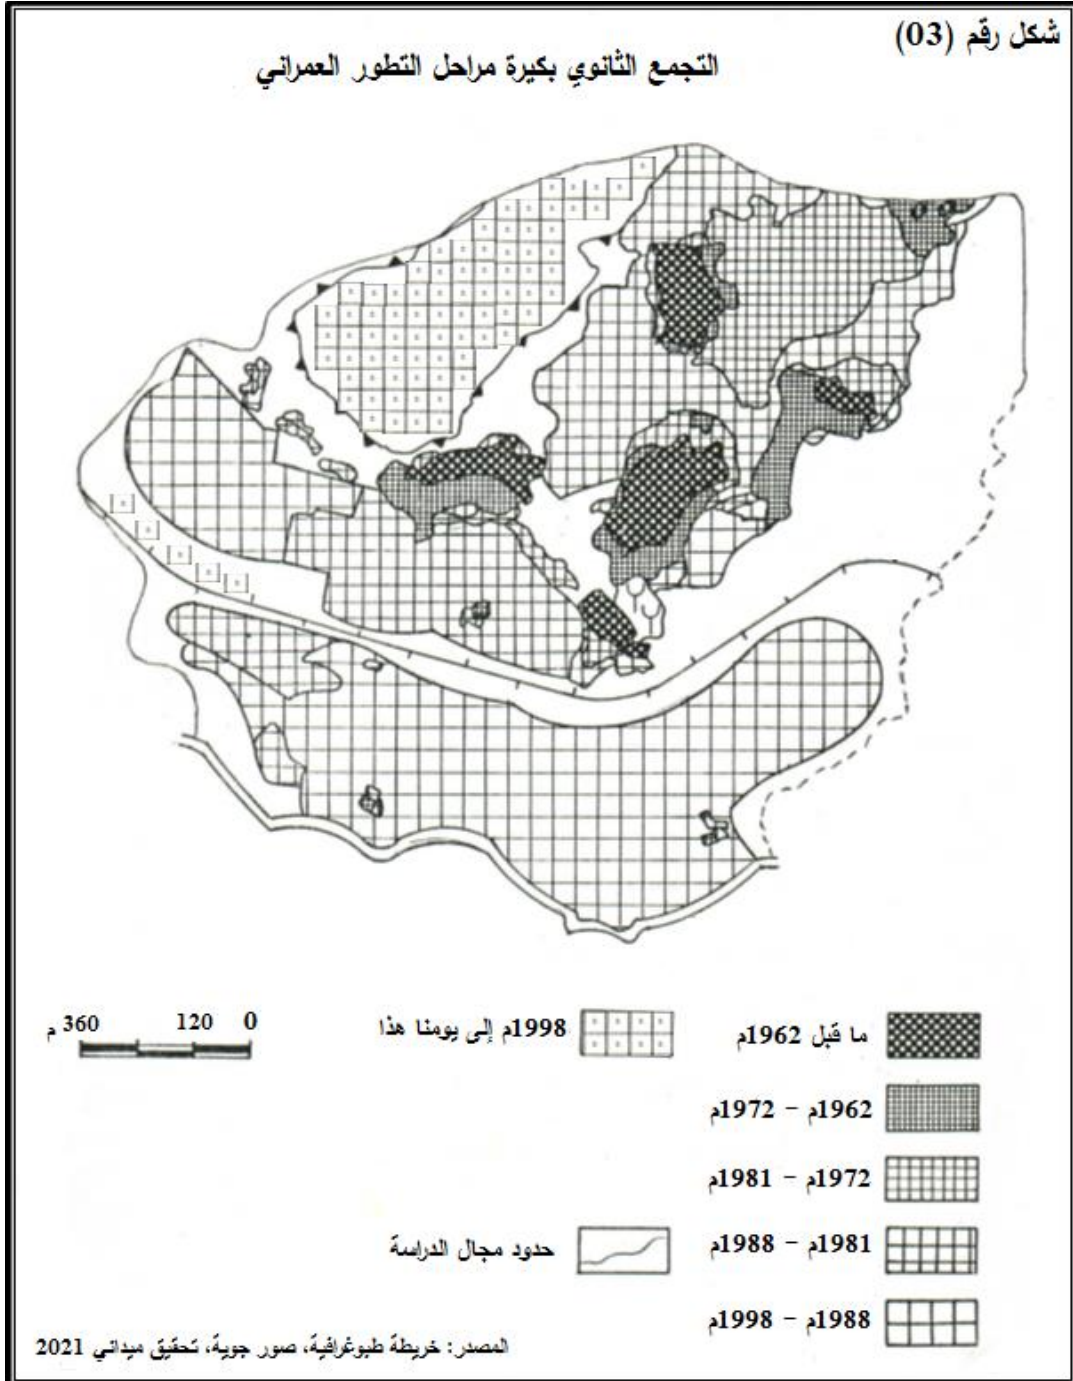 شكل رقم (03)
التجمع الثانوي بكيرة مراحل التطور العمراني
ما قبل 1962م
1962م - 1972م
1972م - 1981م
1981م - 1988م
1988م - 1998م
1998م إلى يومنا هذا
حدود مجال الدراسة
0 120 360 م
المصدر: خريطة طبوغرافية، صور جوية، تحقيق ميداني 2021